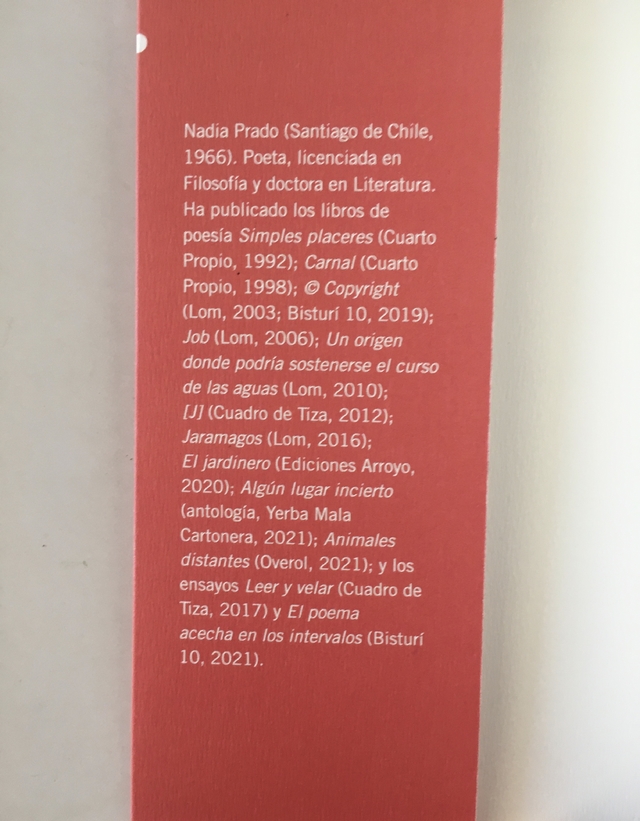 Nadia Prado (Santiago de Chile,
1966). Poeta, licenciada en
Filosofía y doctora en Literatura.
Ha publicado los libros de
poesía Simples placeres (Cuarto
Propio, 1992); Carnal (Cuarto
Propio, 1998); © Copyright
(Lom, 2003; Bisturí 10, 2019);
Job (Lom, 2006); Un origen
donde podría sostenerse el curso
de las aguas (Lom, 2010);
[J] (Cuadro de Tiza, 2012);
Jaramagos (Lom, 2016);
El jardinero (Ediciones Arroyo,
2020); Algún lugar incierto
(antología, Yerba Mala
Cartonera, 2021); Animales
distantes (Overol, 2021); y los
ensayos Leer y velar (Cuadro de
Tiza, 2017) y El poema
acecha en los intervalos (Bisturí
10, 2021).